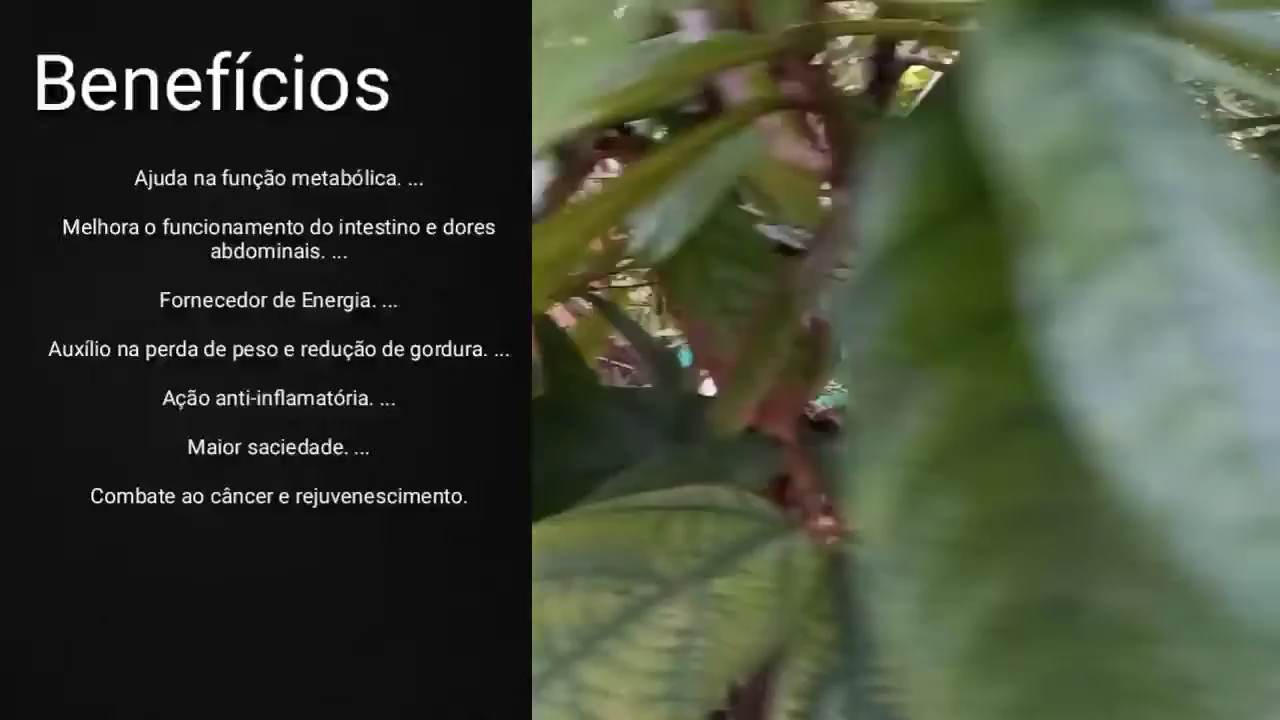 Benefícios
Ajuda na função metabólica. ...
Melhora o funcionamento do intestino e dores
abdominais. ...
Fornecedor de Energia. ...
Auxílio na perda de peso e redução de gordura. ...
Ação anti-inflamatória. ...
Maior saciedade. ...
Combate ao câncer e rejuvenescimento.